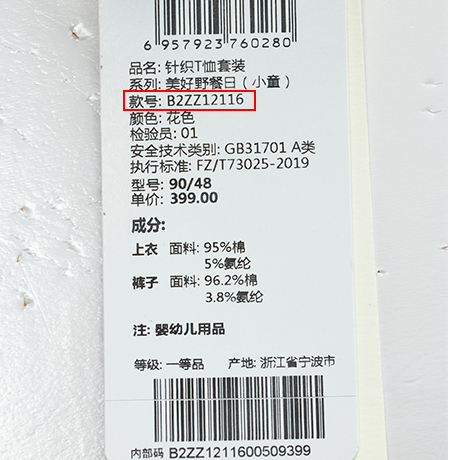 6 957923 760280
品名: 针织T恤套装
系列: 美好野餐日（小童）
款号: B2ZZ12116
颜色: 花色
检验员: 01
安全技术类别: GB31701 A类
执行标准: FZ/T73025-2019
型号: 90/48
单价: 399.00
成分:
上衣 面料: 95%棉
5%氨纶
裤子 面料: 96.2%棉
3.8%氨纶
注: 婴幼儿用品
等级: 一等品 产地: 浙江省宁波市
内部码 B2ZZ1211600509399